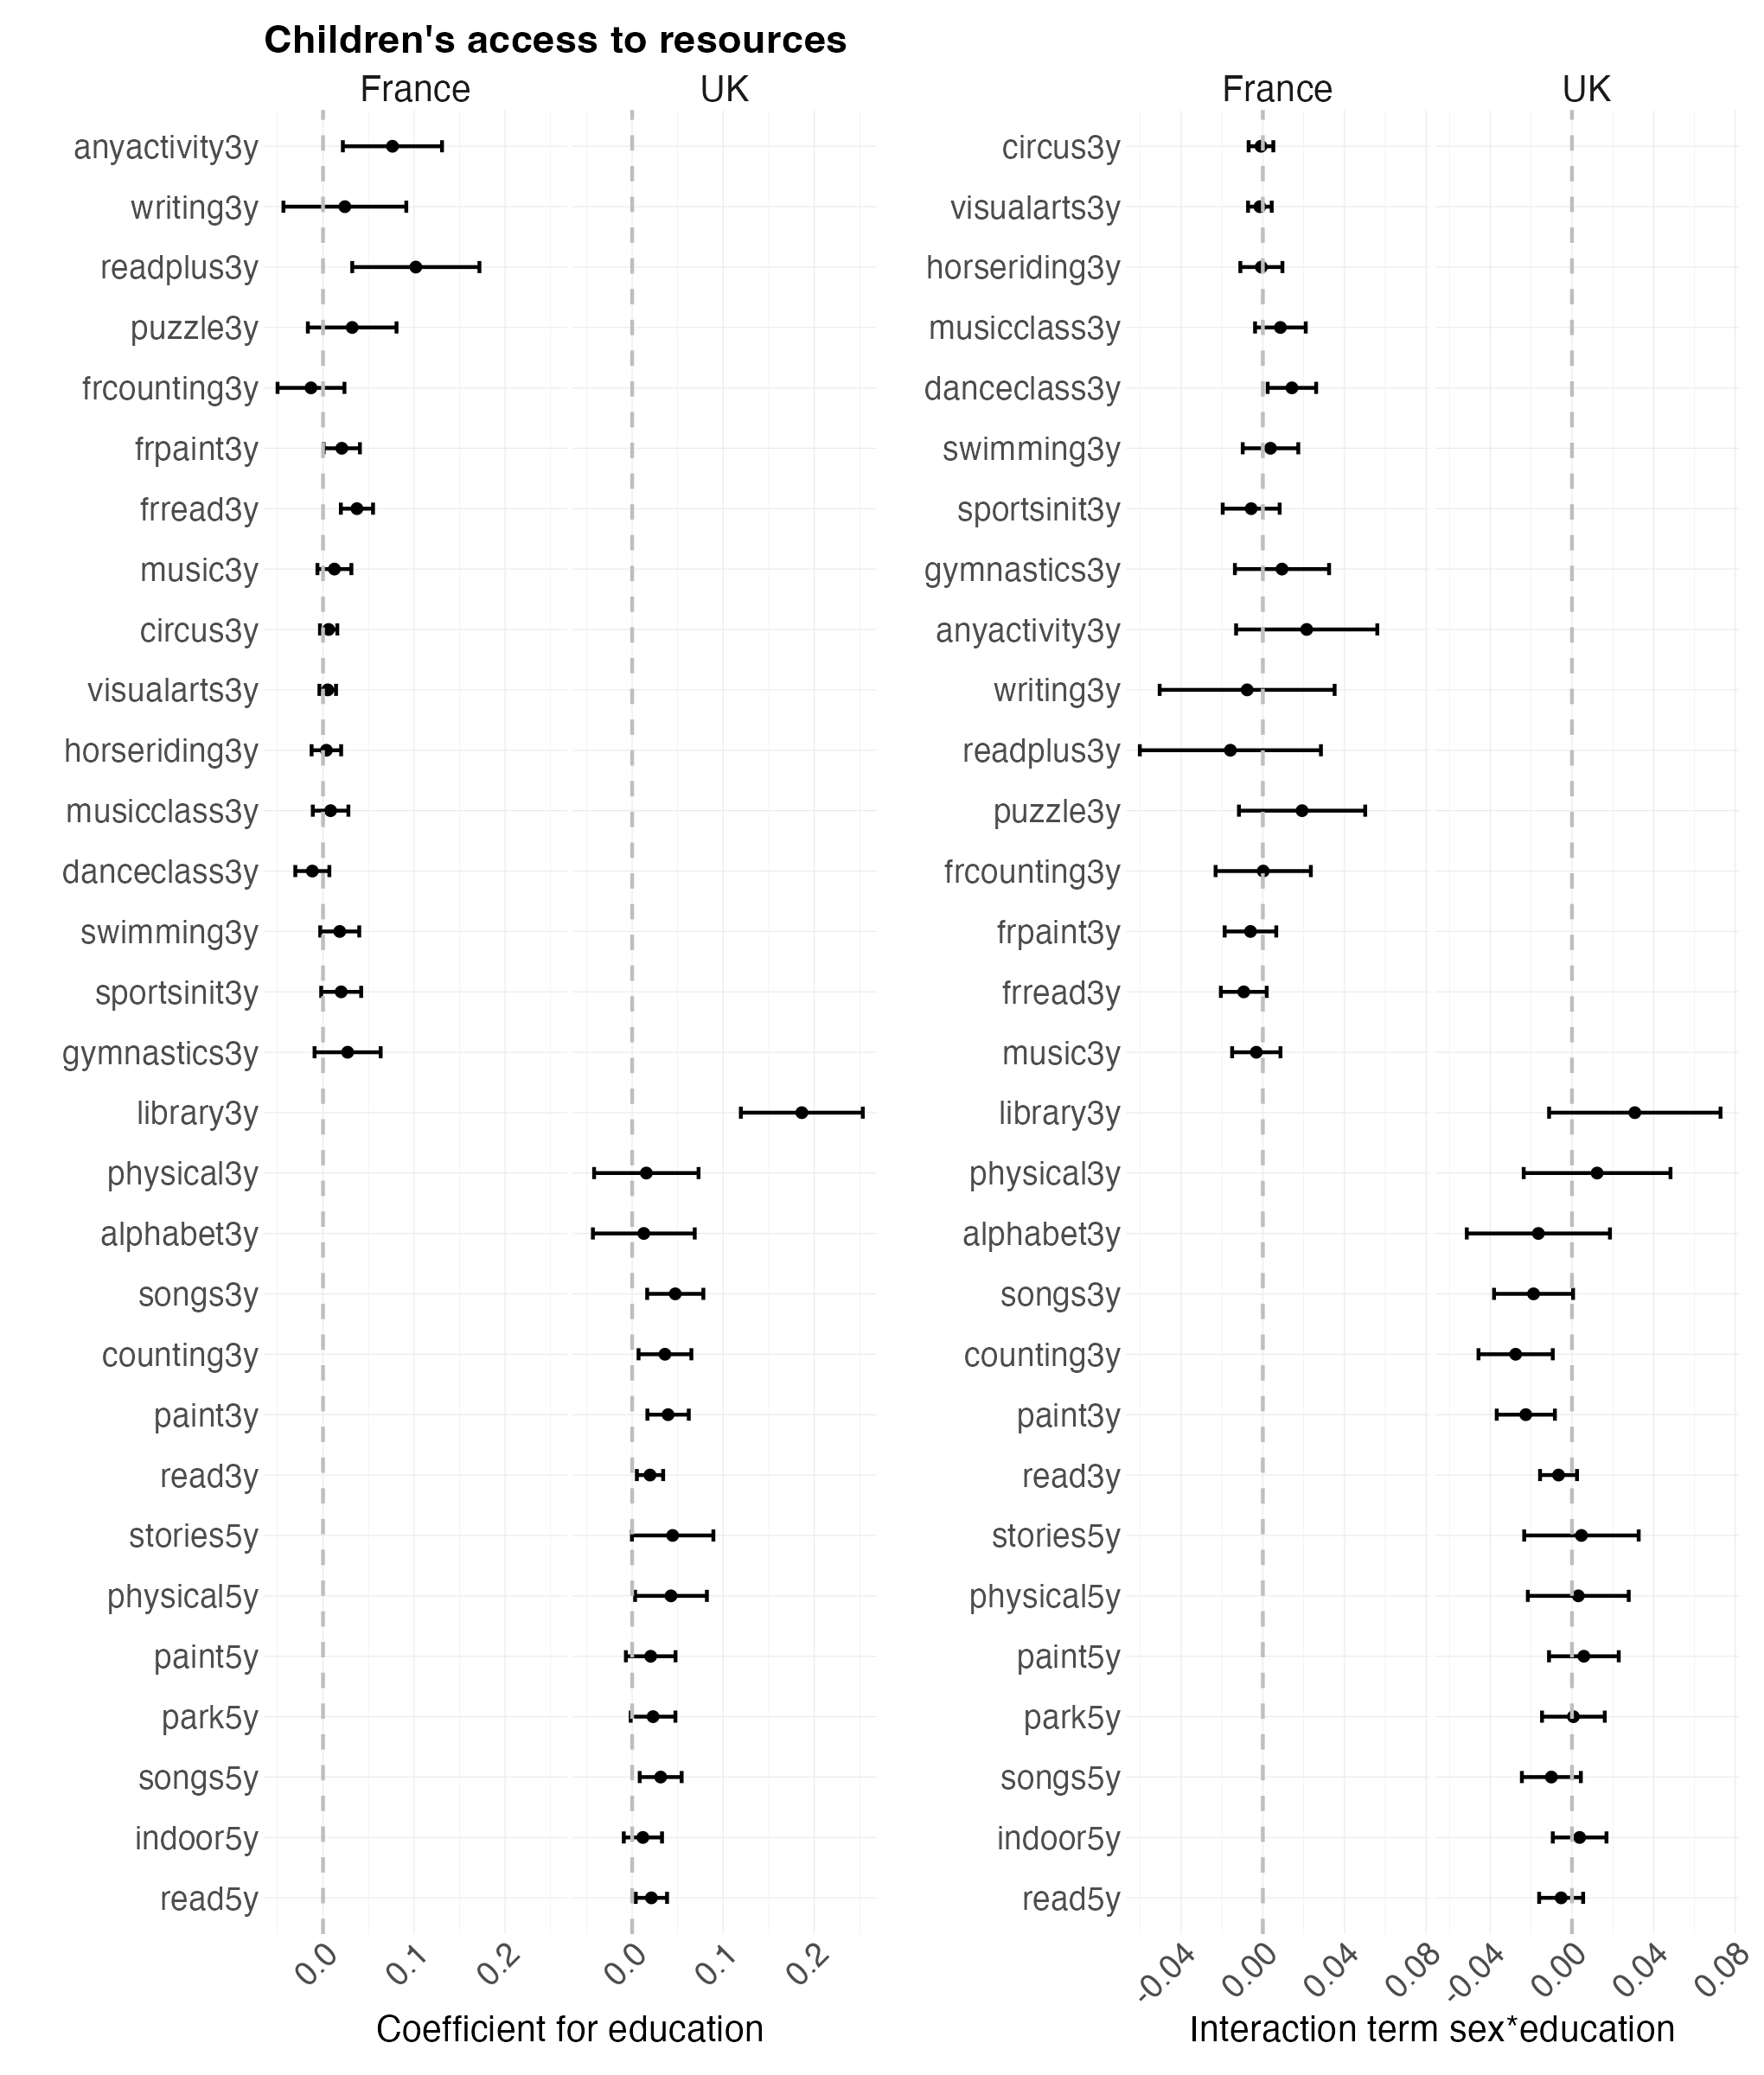 Children's access to resources
France UK
anyactivity3y
writing3y
readplus3y
puzzle3y
frcounting3y
frpaint3y
frread3y
music3y
circus3y
visualarts3y
horseriding3y
musicclass3y
danceclass3y
swimming3y
sportsinit3y
gymnastics3y
library3y
physical3y
alphabet3y
songs3y
counting3y
paint3y
read3y
stories5y
physical5y
paint5y
park5y
songs5y
indoor5y
read5y
0.0 0.1 0.2 0.0 0.1 0.2
Coefficient for education
France UK
circus3y
visualarts3y
horseriding3y
musicclass3y
danceclass3y
swimming3y
sportsinit3y
gymnastics3y
anyactivity3y
writing3y
readplus3y
puzzle3y
frcounting3y
frpaint3y
frread3y
music3y
library3y
physical3y
alphabet3y
songs3y
counting3y
paint3y
read3y
stories5y
physical5y
paint5y
park5y
songs5y
indoor5y
read5y
-0.04 0.00 0.04 0.08 -0.04 0.00 0.04 0.08
Interaction term sex*education